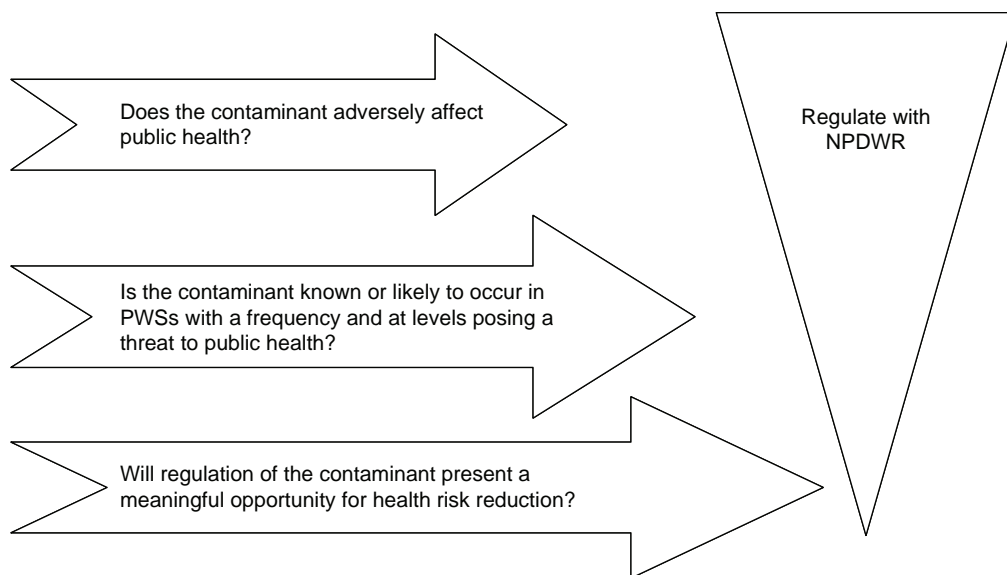 Does the contaminant adversely affect
public health?
Regulate with
NPDWR
Is the contaminant known or likely to occur in
PWSs with a frequency and at levels posing a
threat to public health?
Will regulation of the contaminant present a
meaningful opportunity for health risk reduction?